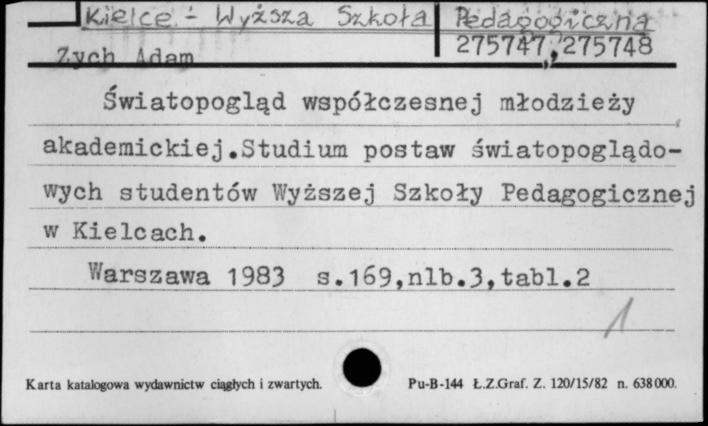 Kielce - Wyższa Szkoła Pedagogiczna
275747, 275748
Zych Adam
Światopogląd współczesnej młodzieży
akademickiej.Studium postaw światopoglądo-
wych studentów Wyższej Szkoły Pedagogicznej
w Kielcach.
Warszawa 1983 s.169,nlb.3,tabl.2
1
Karta katalogowa wydawnictw ciągłych i zwartych. Pu-B-144 Ł.Z.Graf. Z. 120/15/82 n. 638000.